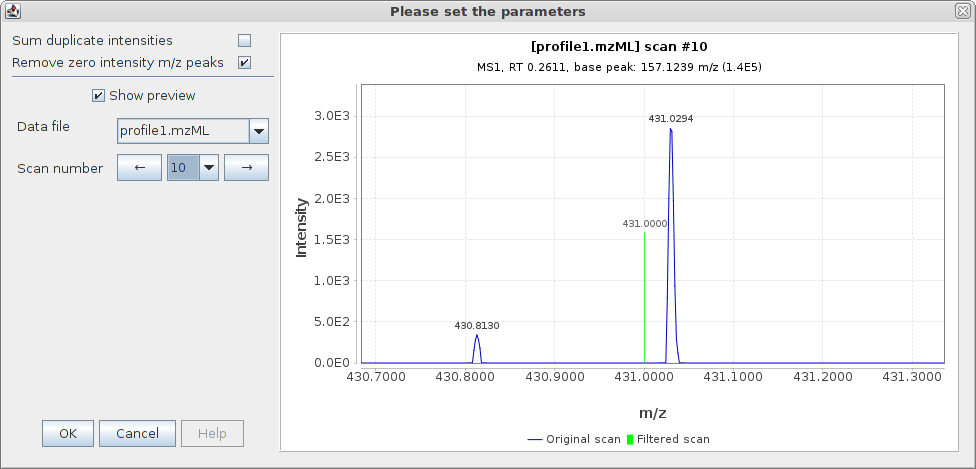 Please set the parameters
Sum duplicate intensities
Remove zero intensity m/z peaks
Show preview
Data file
profile1.mzML
Scan number
←
10
→
OK
Cancel
Help
[profile1.mzML] scan #10
MS1, RT 0.2611, base peak: 157.1239 m/z (1.4E5)
Intensity
3.0E3
2.5E3
2.0E3
1.5E3
1.0E3
5.0E2
0.0E0
431.0294
431.0000
430.8130
430.7000 430.8000 430.9000 431.0000 431.1000 431.2000 431.3000
m/z
Original scan Filtered scan